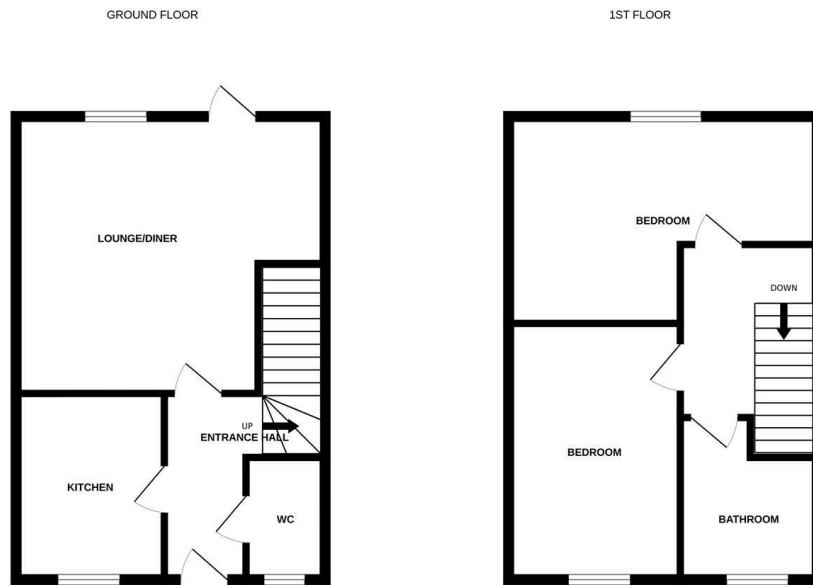 GROUND FLOOR
1ST FLOOR
LOUNGE/DINER
UP
ENTRANCE HALL
KITCHEN
WC
BEDROOM
DOWN
BEDROOM
BATHROOM